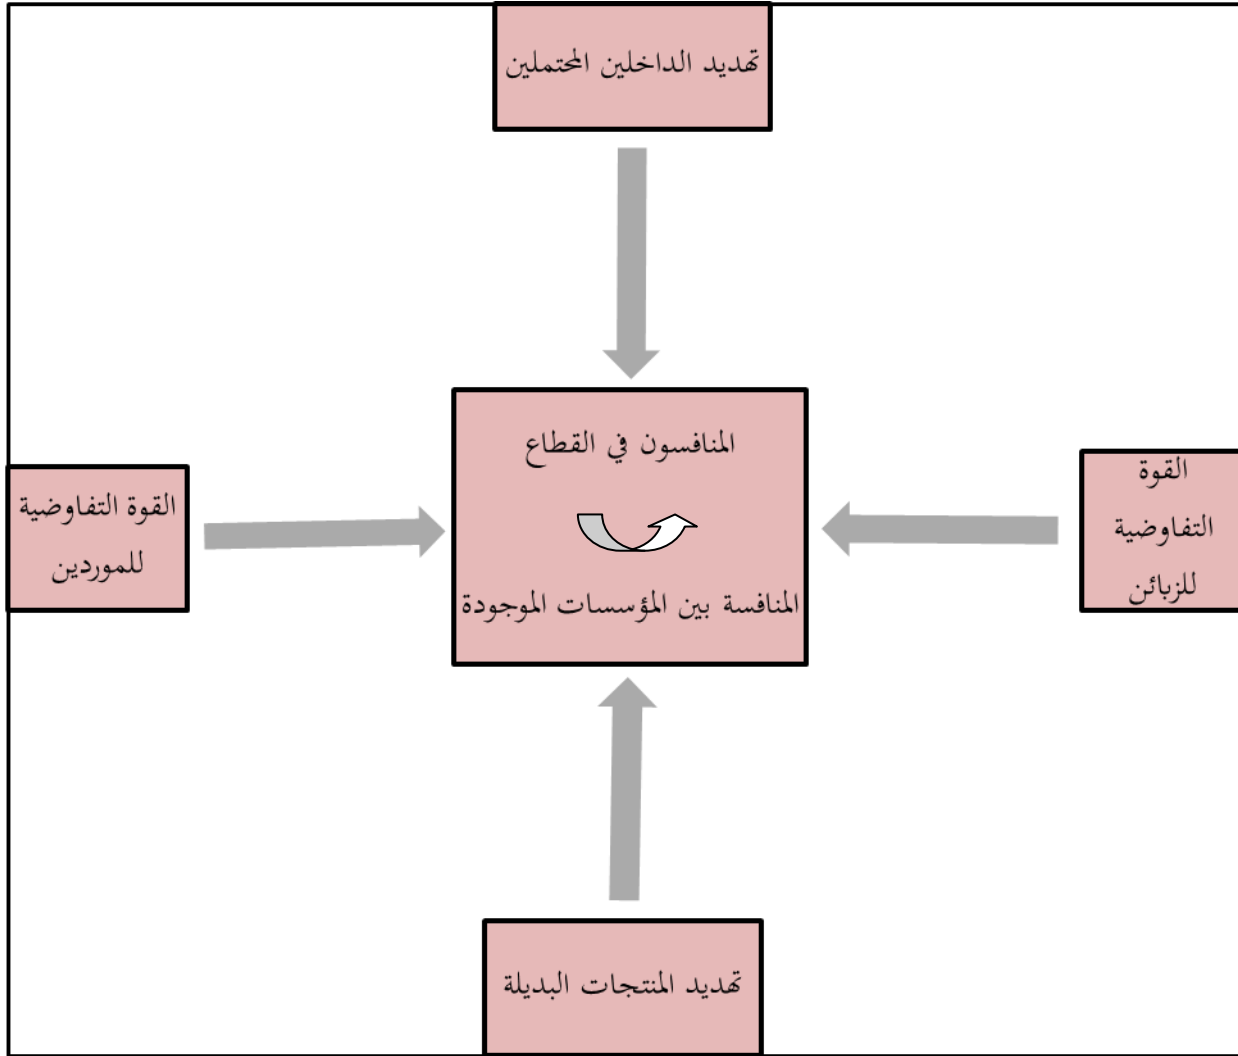 تهديد الداخلين المحتملين
المنافسون في القطاع
المنافسة بين المؤسسات الموجودة
القوة
التفاوضية
للزبائن
القوة التفاوضية
للموردين
تهديد المنتجات البديلة